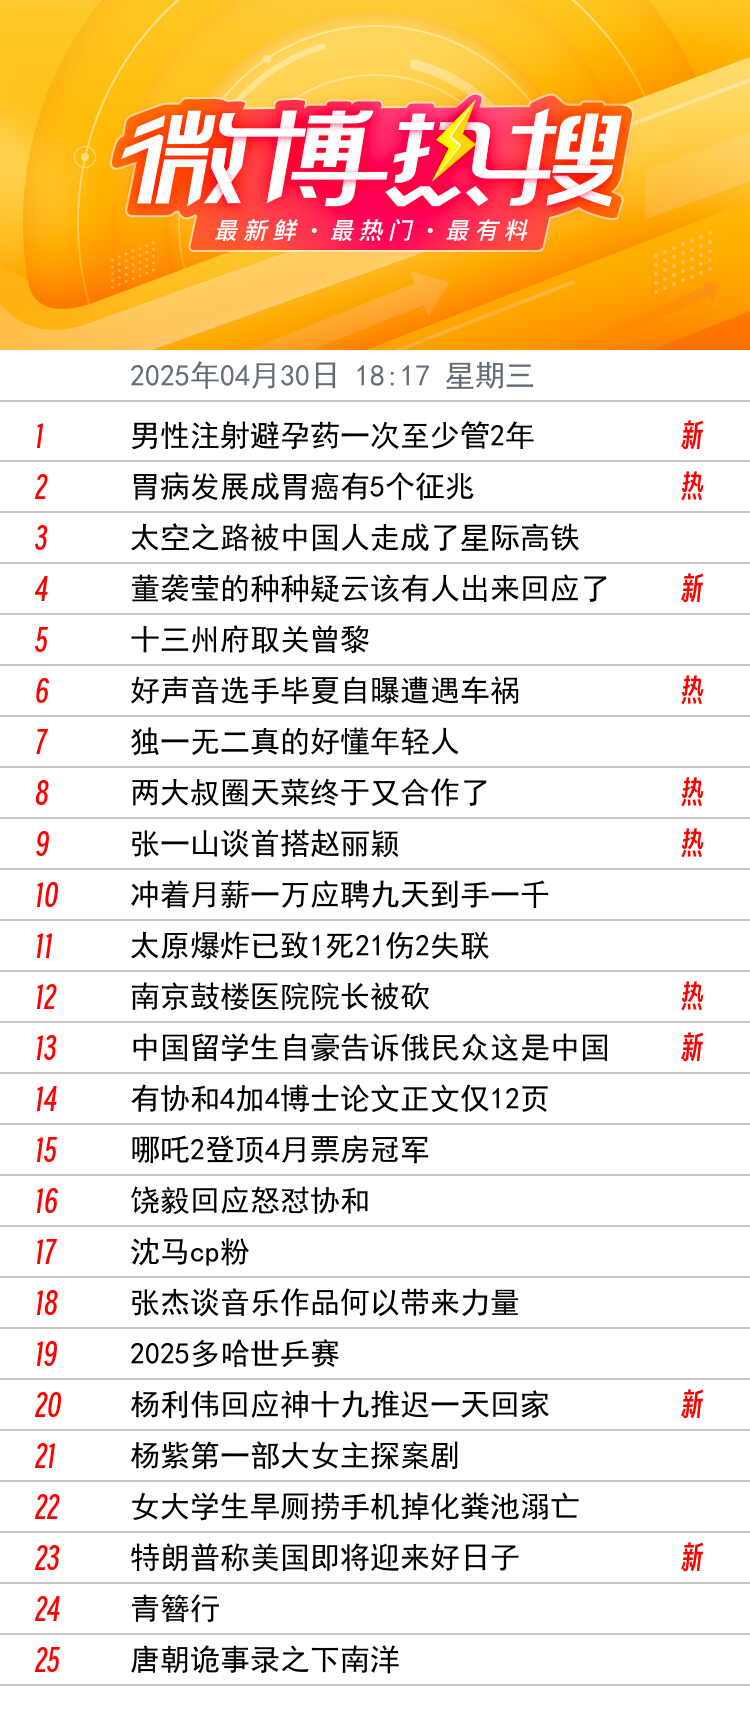 微博热搜
最新鲜·最热门·最有料
2025年04月30日 18:17 星期三
1 男性注射避孕药一次至少管2年 新
2 胃病发展成胃癌有5个征兆 热
3 太空之路被中国人走成了星际高铁
4 董袭莹的种种疑云该有人出来回应了 新
5 十三州府取关曾黎
6 好声音选手毕夏自曝遭遇车祸 热
7 独一无二真的好懂年轻人
8 两大叔圈天菜终于又合作了 热
9 张一山谈首搭赵丽颖 热
10 冲着月薪一万应聘九天到手一千
11 太原爆炸已致1死21伤2失联
12 南京鼓楼医院院长被砍 热
13 中国留学生自豪告诉俄民众这是中国 新
14 有协和4加4博士论文正文仅12页
15 哪吒2登顶4月票房冠军
16 饶毅回应怒怼协和
17 沈马cp粉
18 张杰谈音乐作品何以带来力量
19 2025多哈世乒赛
20 杨利伟回应神十九推迟一天回家 新
21 杨紫第一部大女主探案剧
22 女大学生旱厕捞手机掉化粪池溺亡
23 特朗普称美国即将迎来好日子 新
24 青簪行
25 唐朝诡事录之下南洋